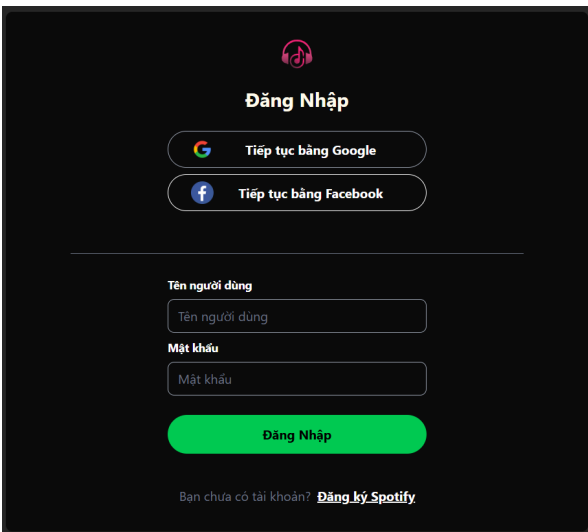 Đăng Nhập
Tiếp tục bằng Google
Tiếp tục bằng Facebook
Tên người dùng
Tên người dùng
Mật khẩu
Mật khẩu
Đăng Nhập
Bạn chưa có tài khoản? Đăng ký Spotify